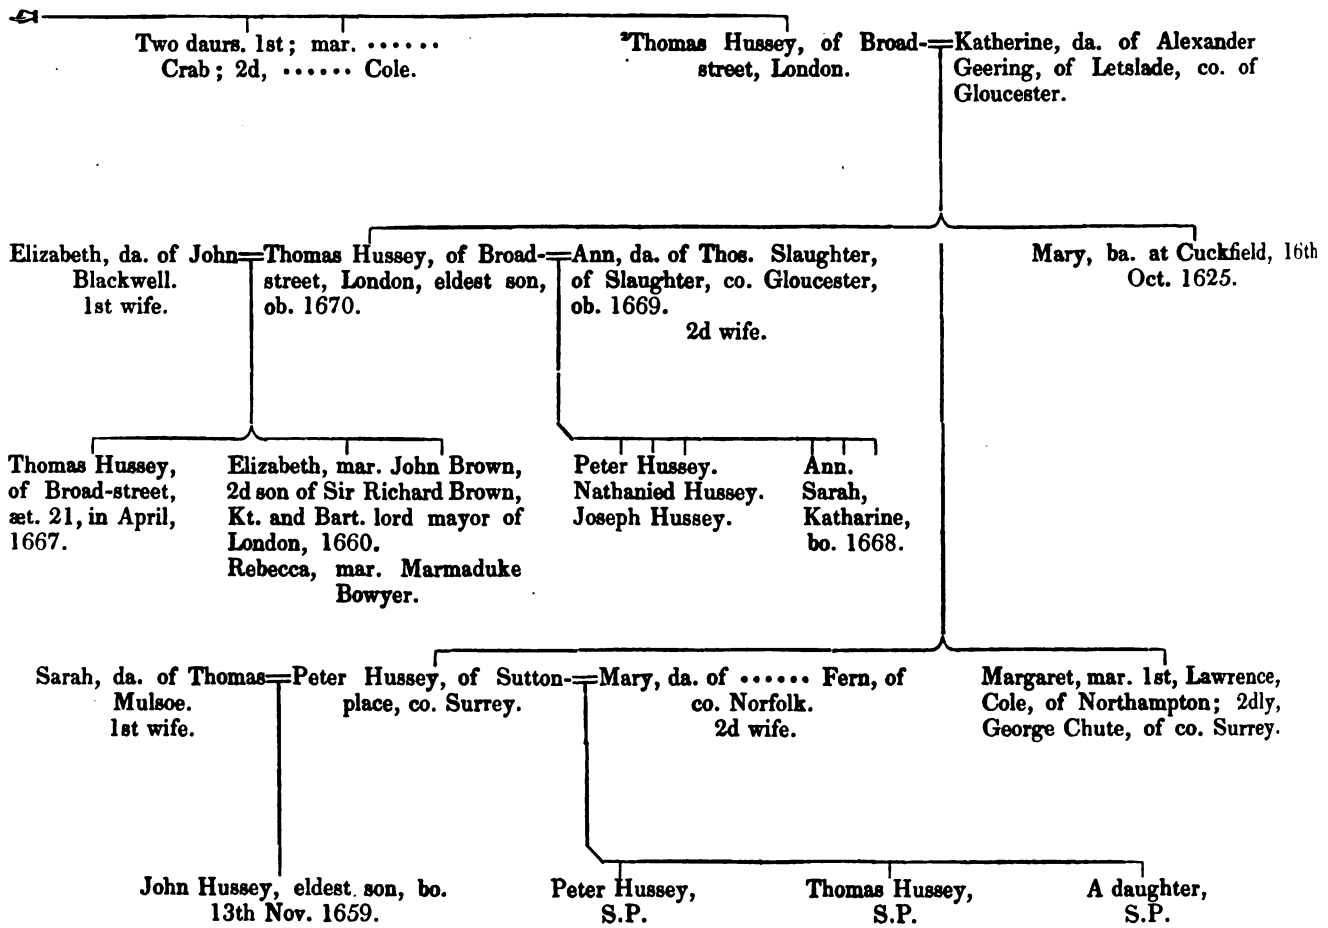 Two daurs. 1st; mar. ······
Crab; 2d, ······ Cole.
²Thomas Hussey, of Broad-
street, London.
Katherine, da. of Alexander
Geering, of Letslade, co. of
Gloucester.
Elizabeth, da. of John
Blackwell.
1st wife.
Thomas Hussey, of Broad-
street, London, eldest son,
ob. 1670.
Ann, da. of Thos. Slaughter,
of Slaughter, co. Gloucester,
ob. 1669.
2d wife.
Mary, ba. at Cuckfield, 16th
Oct. 1625.
Thomas Hussey,
of Broad-street,
æt. 21, in April,
1667.
Elizabeth, mar. John Brown,
2d son of Sir Richard Brown,
Kt. and Bart. lord mayor of
London, 1660.
Rebecca, mar. Marmaduke
Bowyer.
Peter Hussey.
Nathanied Hussey.
Joseph Hussey.
Ann.
Sarah,
Katharine,
bo. 1668.
Sarah, da. of Thomas
Mulsoe.
1st wife.
Peter Hussey, of Sutton-
place, co. Surrey.
Mary, da. of ······ Fern, of
co. Norfolk.
2d wife.
Margaret, mar. 1st, Lawrence,
Cole, of Northampton; 2dly,
George Chute, of co. Surrey.
John Hussey, eldest son, bo.
13th Nov. 1659.
Peter Hussey,
S.P.
Thomas Hussey,
S.P.
A daughter,
S.P.